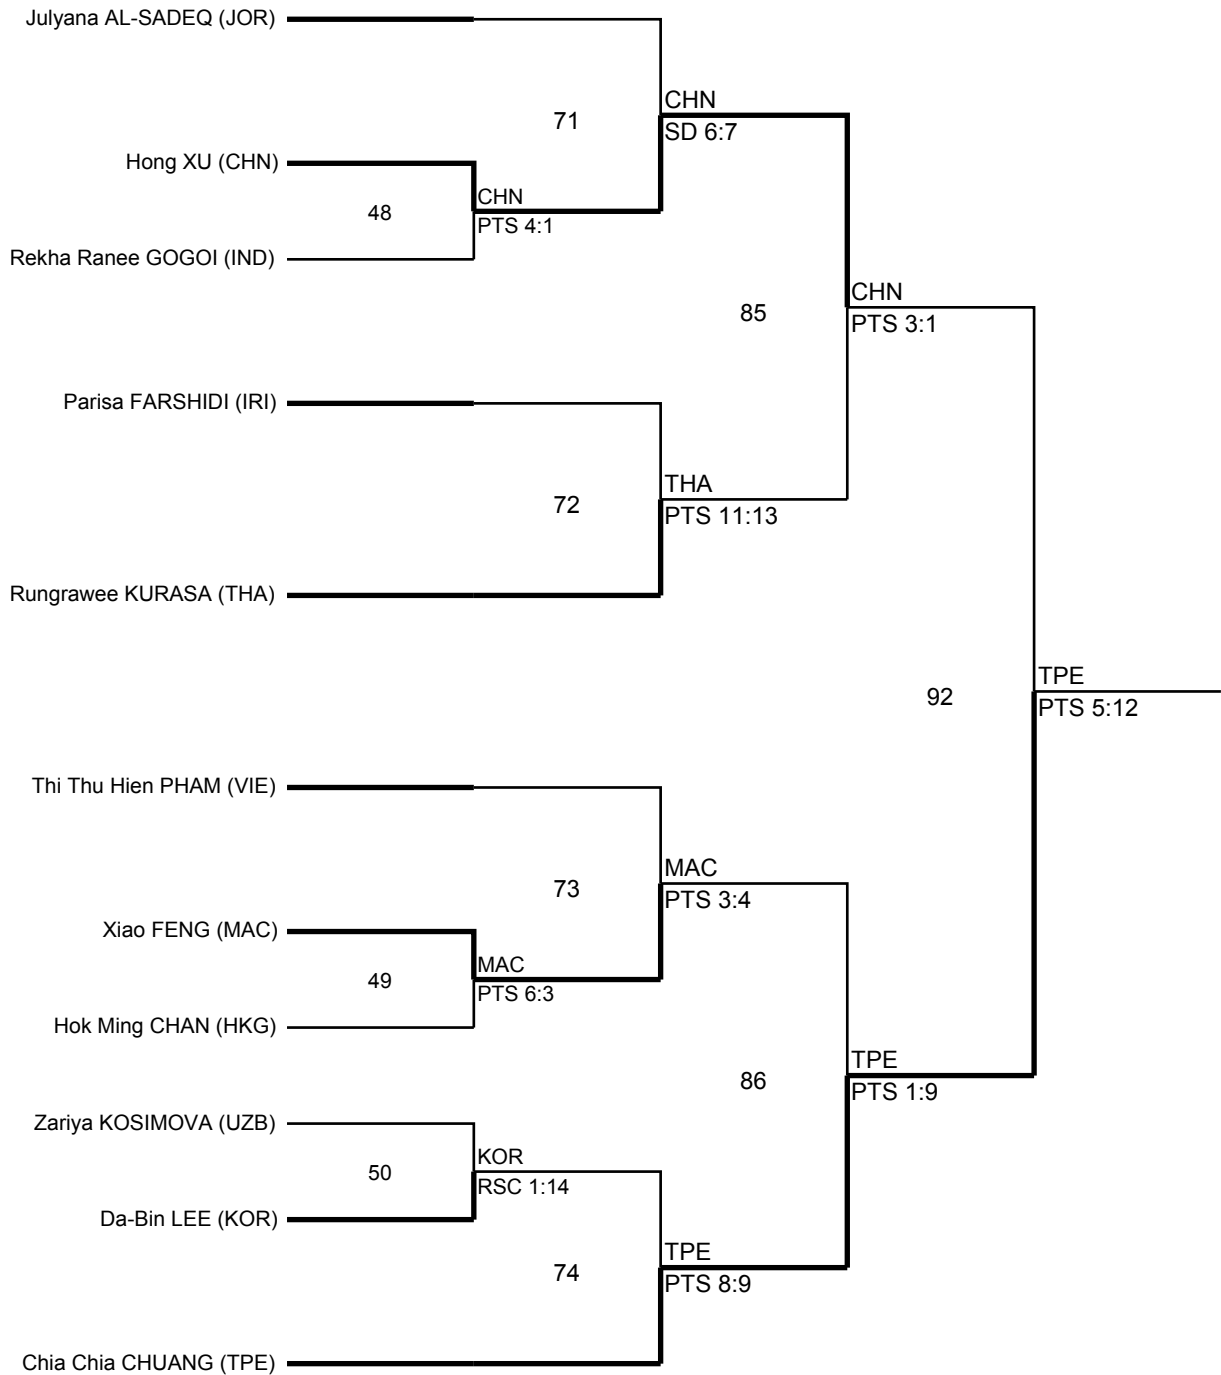 Julyana AL-SADEQ (JOR)
CHN
71
SD 6:7
Hong XU (CHN)
CHN
48
PTS 4:1
Rekha Ranee GOGOI (IND)
CHN
85
PTS 3:1
Parisa FARSHIDI (IRI)
THA
72
PTS 11:13
Rungrawee KURASA (THA)
TPE
92
PTS 5:12
Thi Thu Hien PHAM (VIE)
MAC
73
PTS 3:4
Xiao FENG (MAC)
MAC
49
PTS 6:3
Hok Ming CHAN (HKG)
TPE
86
PTS 1:9
Zariya KOSIMOVA (UZB)
KOR
50
RSC 1:14
Da-Bin LEE (KOR)
TPE
74
PTS 8:9
Chia Chia CHUANG (TPE)